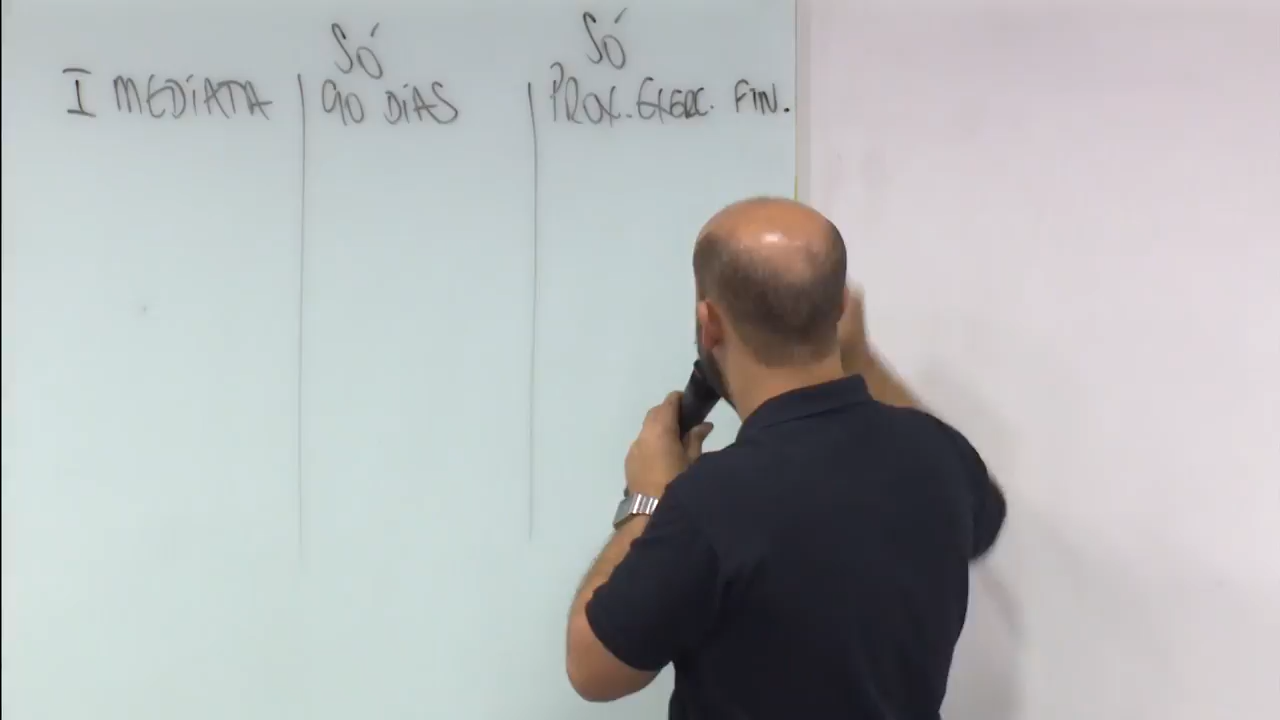 IMEDIATA
SÓ
90 DIAS
SÓ
PROX. EXERC. FIN.